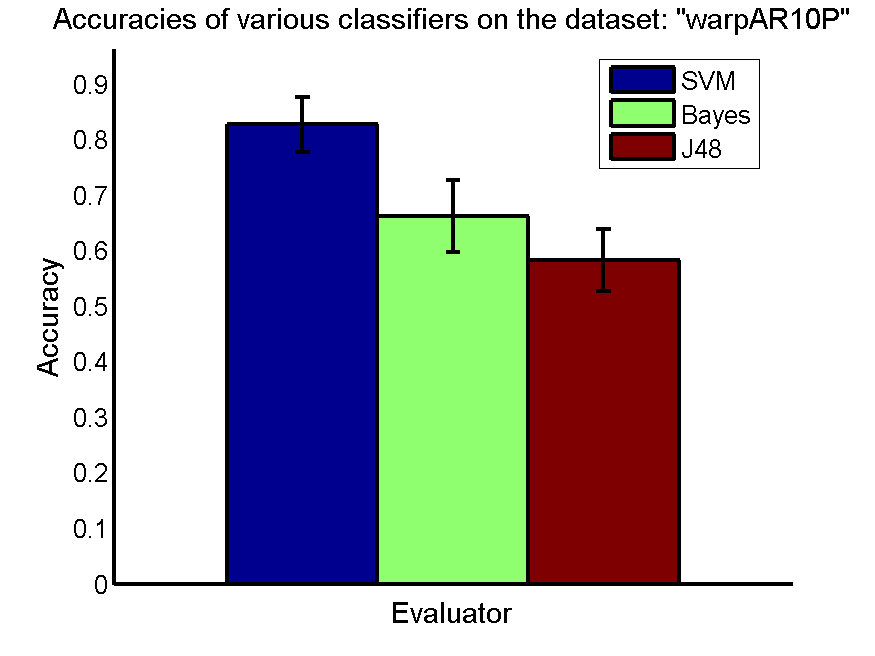 Accuracies of various classifiers on the dataset: "warpAR10P"
SVM
Bayes
J48
0.9
0.8
0.7
0.6
0.5
0.4
0.3
0.2
0.1
0
Accuracy
Evaluator